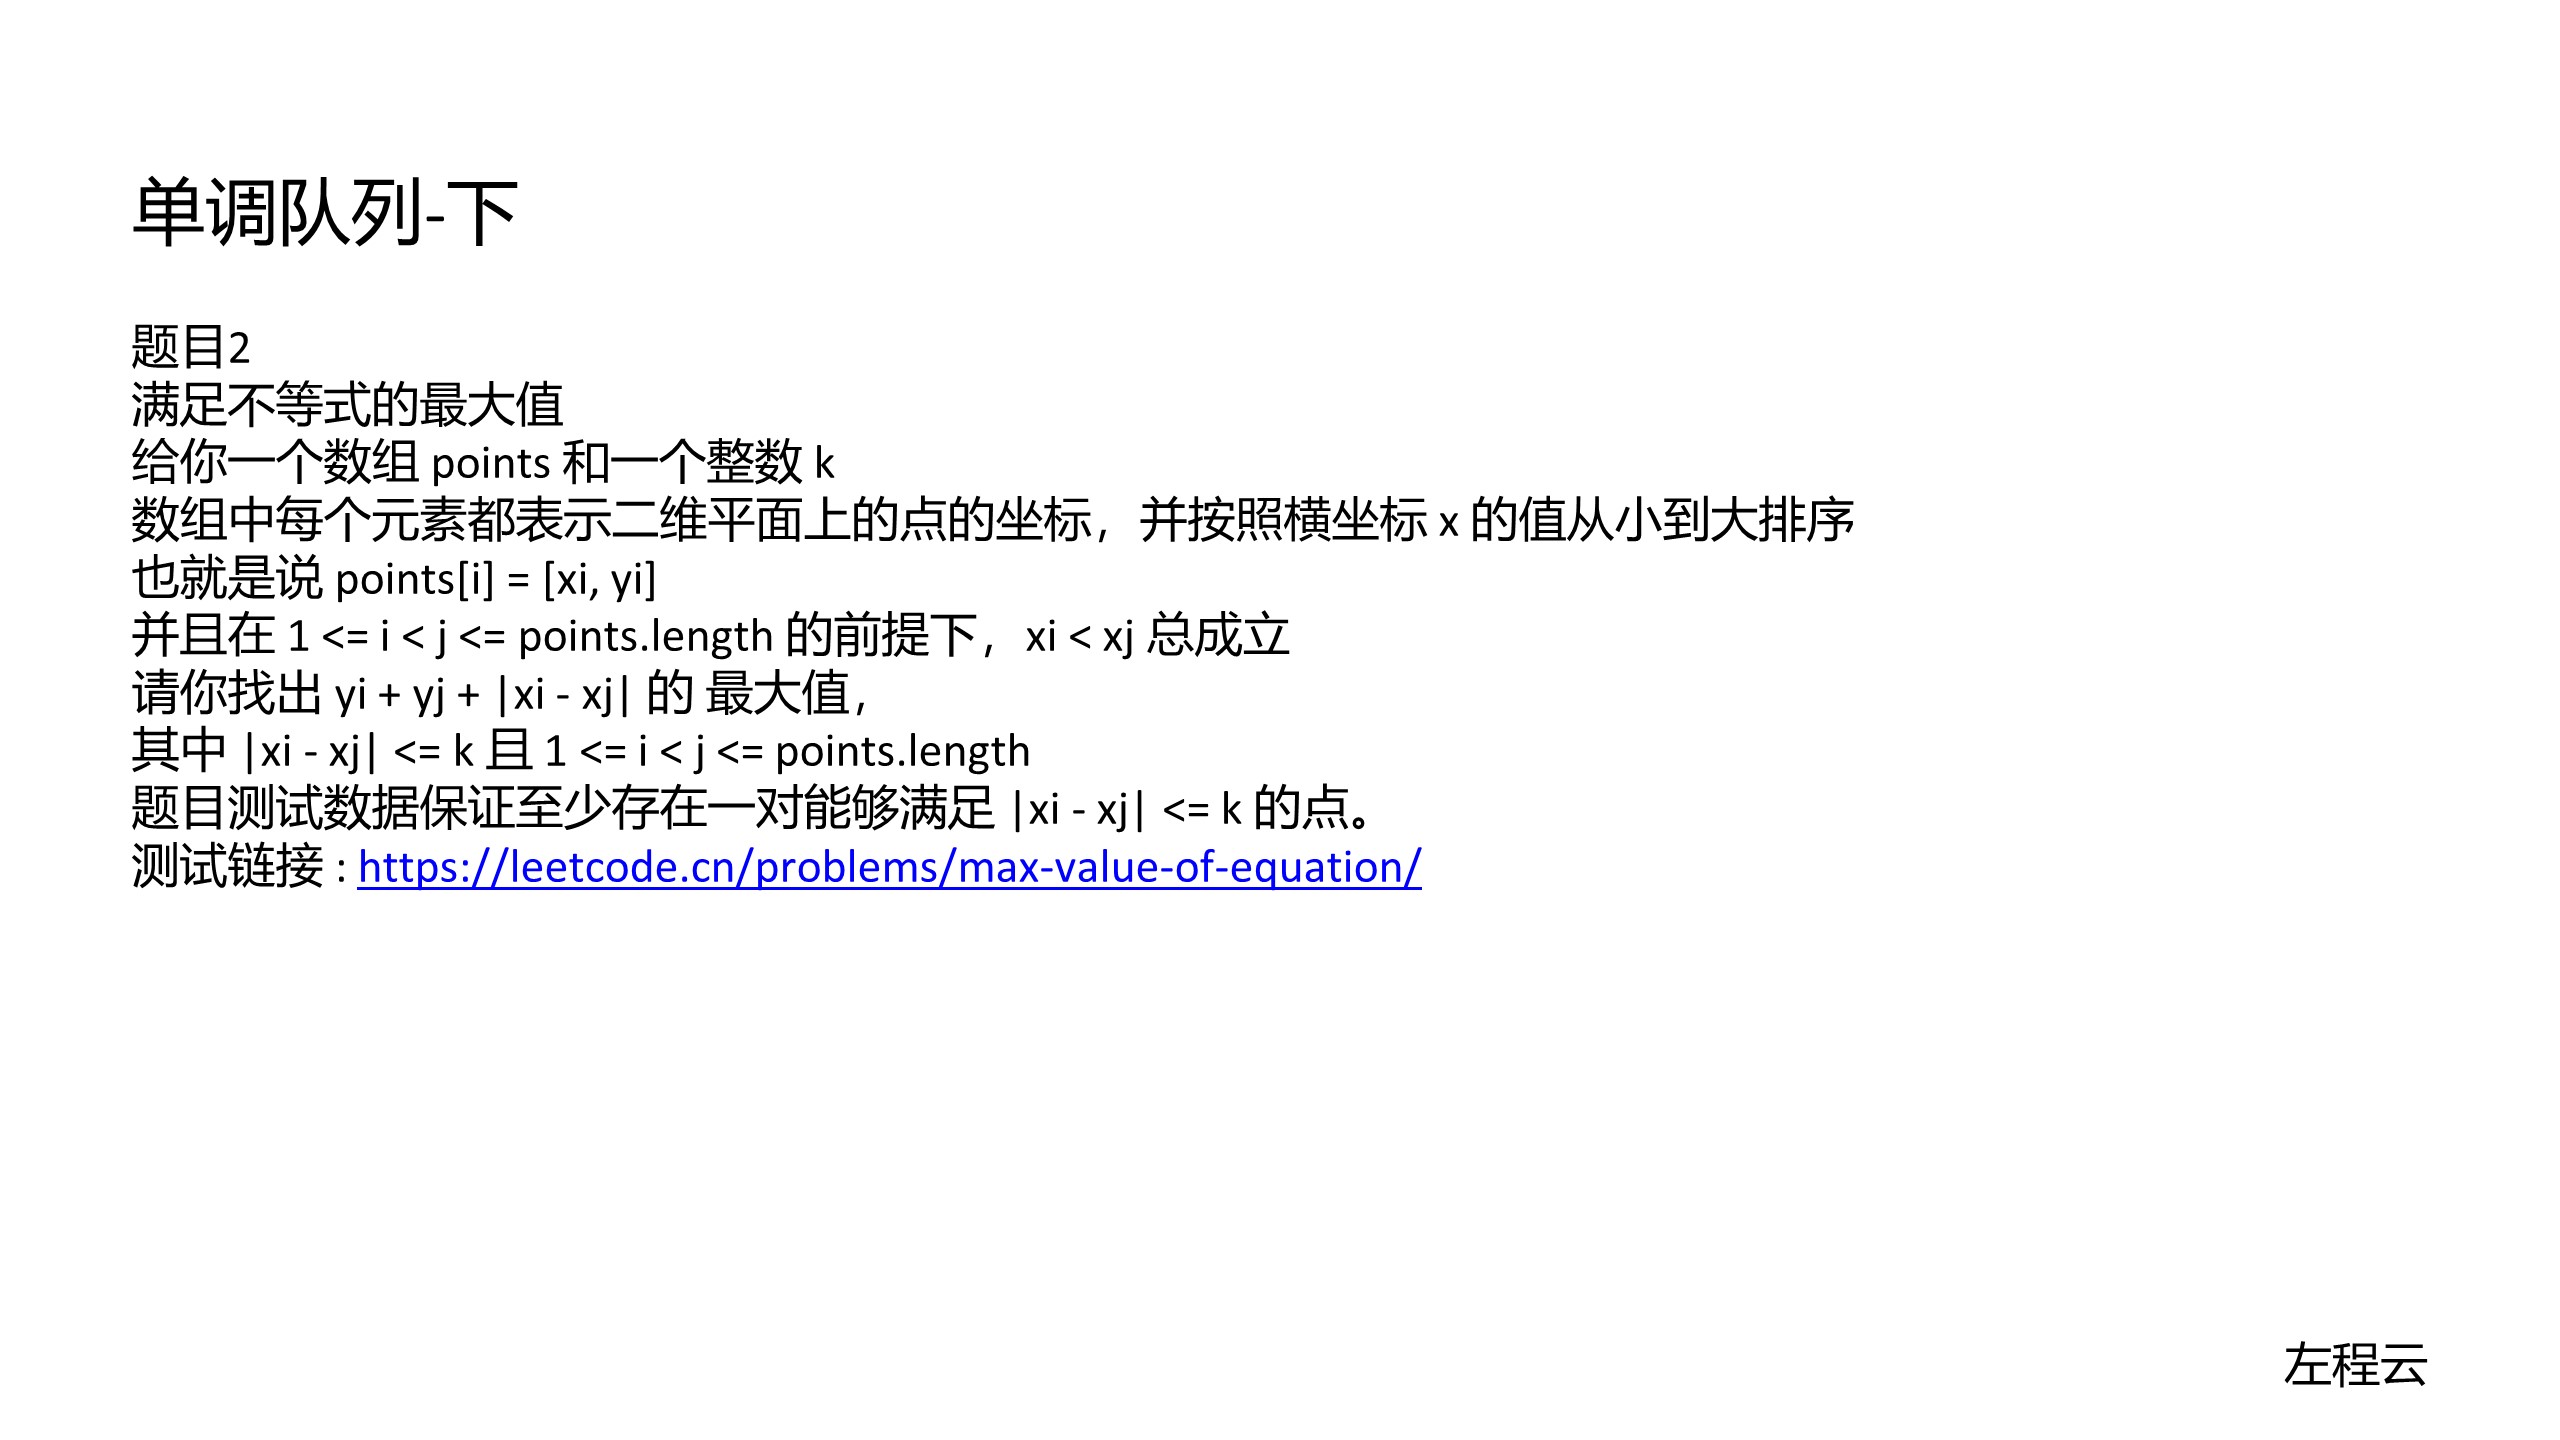 单调队列-下
题目2
满足不等式的最大值
给你一个数组 points 和一个整数 k
数组中每个元素都表示二维平面上的点的坐标，并按照横坐标 x 的值从小到大排序
也就是说 points[i] = [xi, yi]
并且在 1 <= i < j <= points.length 的前提下，xi < xj 总成立
请你找出 yi + yj + |xi - xj| 的 最大值，
其中 |xi - xj| <= k 且 1 <= i < j <= points.length
题目测试数据保证至少存在一对能够满足 |xi - xj| <= k 的点。
测试链接 : https://leetcode.cn/problems/max-value-of-equation/
左程云